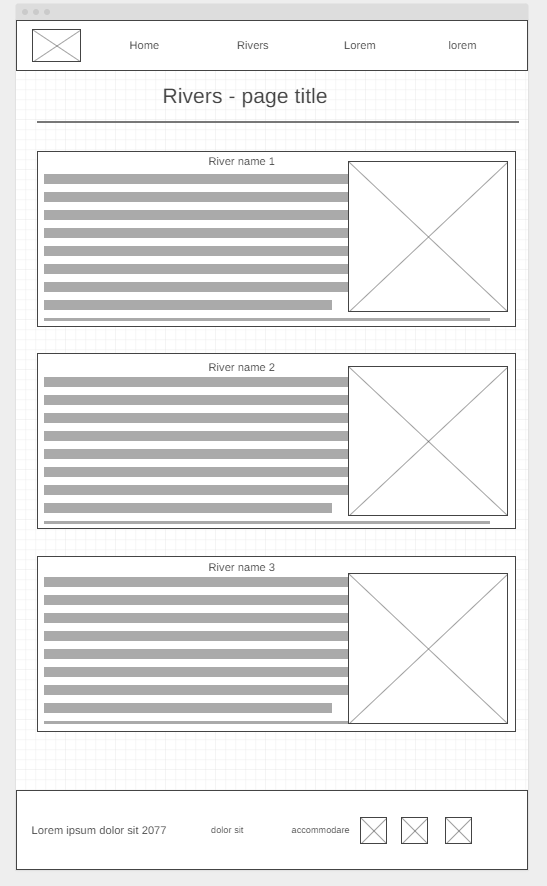 Home Rivers Lorem lorem
Rivers - page title
River name 1
River name 2
River name 3
Lorem ipsum dolor sit 2077 dolor sit accommodare